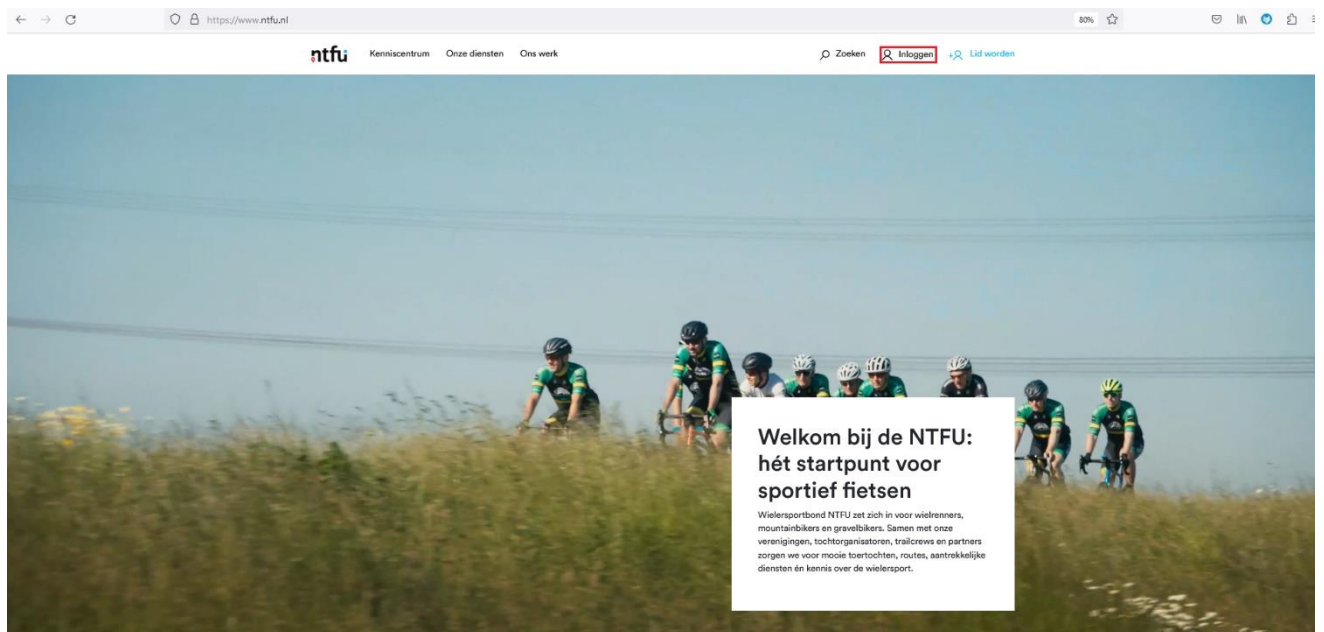 https://www.ntfu.nl
80%
ntfu Kenniscentrum Onze diensten Ons werk Zoeken Inloggen Lid worden
Welkom bij de NTFU:
hét startpunt voor
sportief fietsen
Wielersportbond NTFU zet zich in voor wielrenners,
mountainbikers en gravelbikers. Samen met onze
verenigingen, tochtorganisatoren, trailcrews en partners
zorgen we voor mooie toertochten, routes, aantrekkelijke
diensten én kennis over de wielersport.